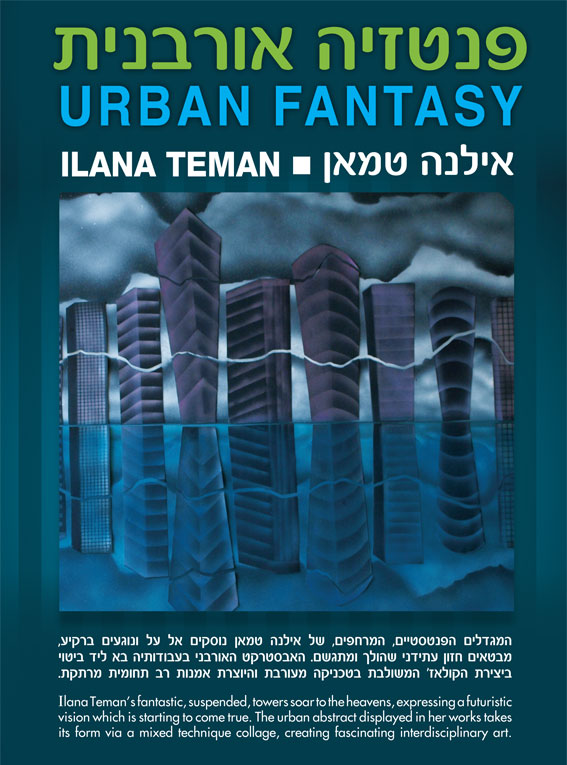 פנטזיה אורבנית
URBAN FANTASY
אילנה טמאן ■ ILANA TEMAN
המגדלים הפנטסטיים, המרחפים, של אילנה טמאן נוסקים אל על ונוגעים ברקיע,
מבטאים חזון עתידני שהולך ומתגשם. האבסטרקט האורבני בעבודותיה בא ליד ביטוי
ביצירת הקולאז' המשולבת בטכניקה מעורבת והיוצרת אמנות רב תחומית מרתקת.
Ilana Teman's fantastic, suspended, towers soar to the heavens, expressing a futuristic
vision which is starting to come true. The urban abstract displayed in her works takes
its form via a mixed technique collage, creating fascinating interdisciplinary art.